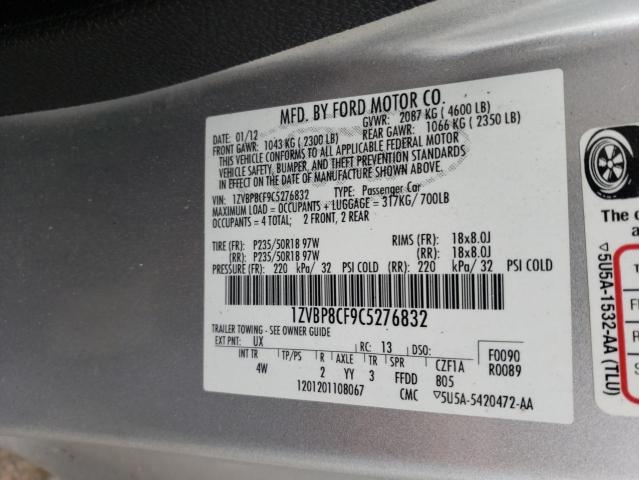 MFD. BY FORD MOTOR CO.
DATE: 01/12 GVWR: 2087 KG ( 4600 LB)
FRONT GAWR: 1043 KG ( 2300 LB) REAR GAWR: 1066 KG ( 2350 LB)
THIS VEHICLE CONFORMS TO ALL APPLICABLE FEDERAL MOTOR
VEHICLE SAFETY, BUMPER, AND THEFT PREVENTION STANDARDS
IN EFFECT ON THE DATE OF MANUFACTURE SHOWN ABOVE.
VIN: 1ZVBP8CF9C5276832 TYPE: Passenger Car
MAXIMUM LOAD = OCCUPANTS + LUGGAGE = 317KG/ 700LB
OCCUPANTS = 4 TOTAL; 2 FRONT, 2 REAR
TIRE (FR): P235/50R18 97W RIMS (FR): 18x8.0J
(RR): P235/50R18 97W (RR): 18x8.0J
PRESSURE (FR): 220 kPa/ 32 PSI COLD (RR): 220 kPa/ 32 PSI COLD
1ZVBP8CF9C5276832
TRAILER TOWING - SEE OWNER GUIDE
EXT PNT: UX RC: 13 DSO: F0090
INT TR TP/PS R AXLE TR SPR CZF1A R0089
4W 2 YY 3 FFDD 805
1201201108067 CMC ▽5U5A-5420472-AA
The
▽5U5A-1532-AA (TLU)